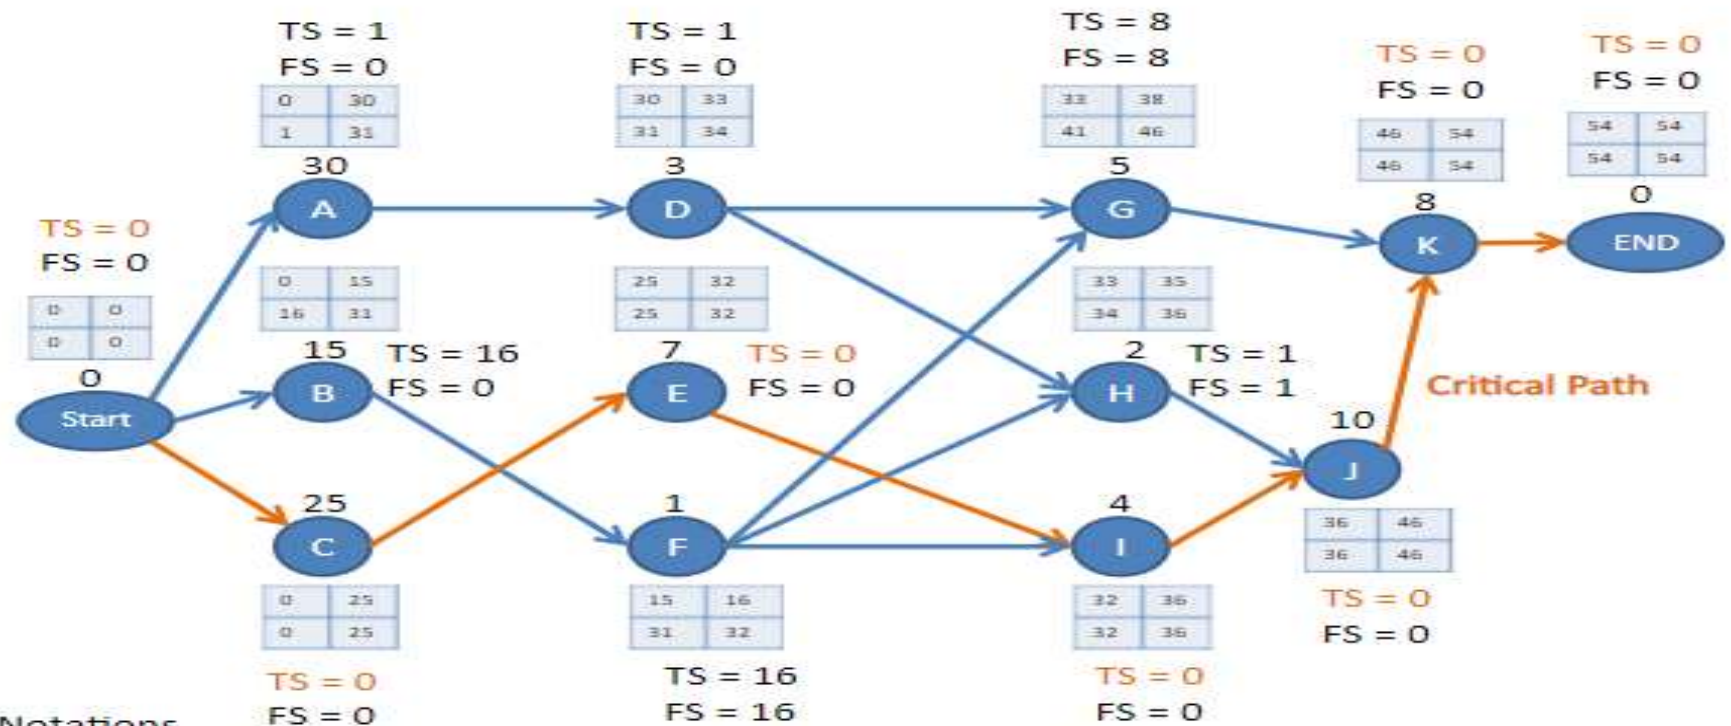 TS = 0
FS = 0
0 0
0 0
0
Start
TS = 1
FS = 0
0 30
1 31
30
A
0 15
16 31
15
B
TS = 16
FS = 0
25
C
0 25
0 25
TS = 0
FS = 0
TS = 1
FS = 0
30 33
31 34
3
D
25 32
25 32
7
E
TS = 0
FS = 0
1
F
15 16
31 32
TS = 16
FS = 16
TS = 8
FS = 8
33 38
41 46
5
G
33 35
34 36
2
H
TS = 1
FS = 1
4
I
32 36
32 36
TS = 0
FS = 0
10
J
36 46
36 46
TS = 0
FS = 0
TS = 0
FS = 0
46 54
46 54
8
K
Critical Path
TS = 0
FS = 0
54 54
54 54
0
END
Notations